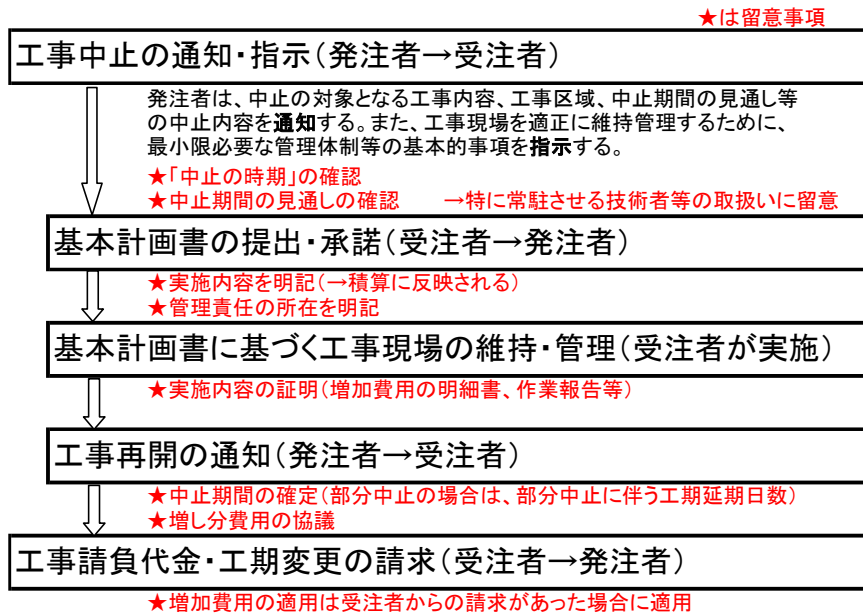 ★は留意事項
工事中止の通知・指示（発注者→受注者）
発注者は、中止の対象となる工事内容、工事区域、中止期間の見通し等
の中止内容を通知する。また、工事現場を適正に維持管理するために、
最小限必要な管理体制等の基本的事項を指示する。
★「中止の時期」の確認
★中止期間の見通しの確認　　→特に常駐させる技術者等の取扱いに留意
基本計画書の提出・承諾（受注者→発注者）
★実施内容を明記（→積算に反映される）
★管理責任の所在を明記
基本計画書に基づく工事現場の維持・管理（受注者が実施）
★実施内容の証明（増加費用の明細書、作業報告等）
工事再開の通知（発注者→受注者）
★中止期間の確定（部分中止の場合は、部分中止に伴う工期延期日数）
★増し分費用の協議
工事請負代金・工期変更の請求（受注者→発注者）
★増加費用の適用は受注者からの請求があった場合に適用